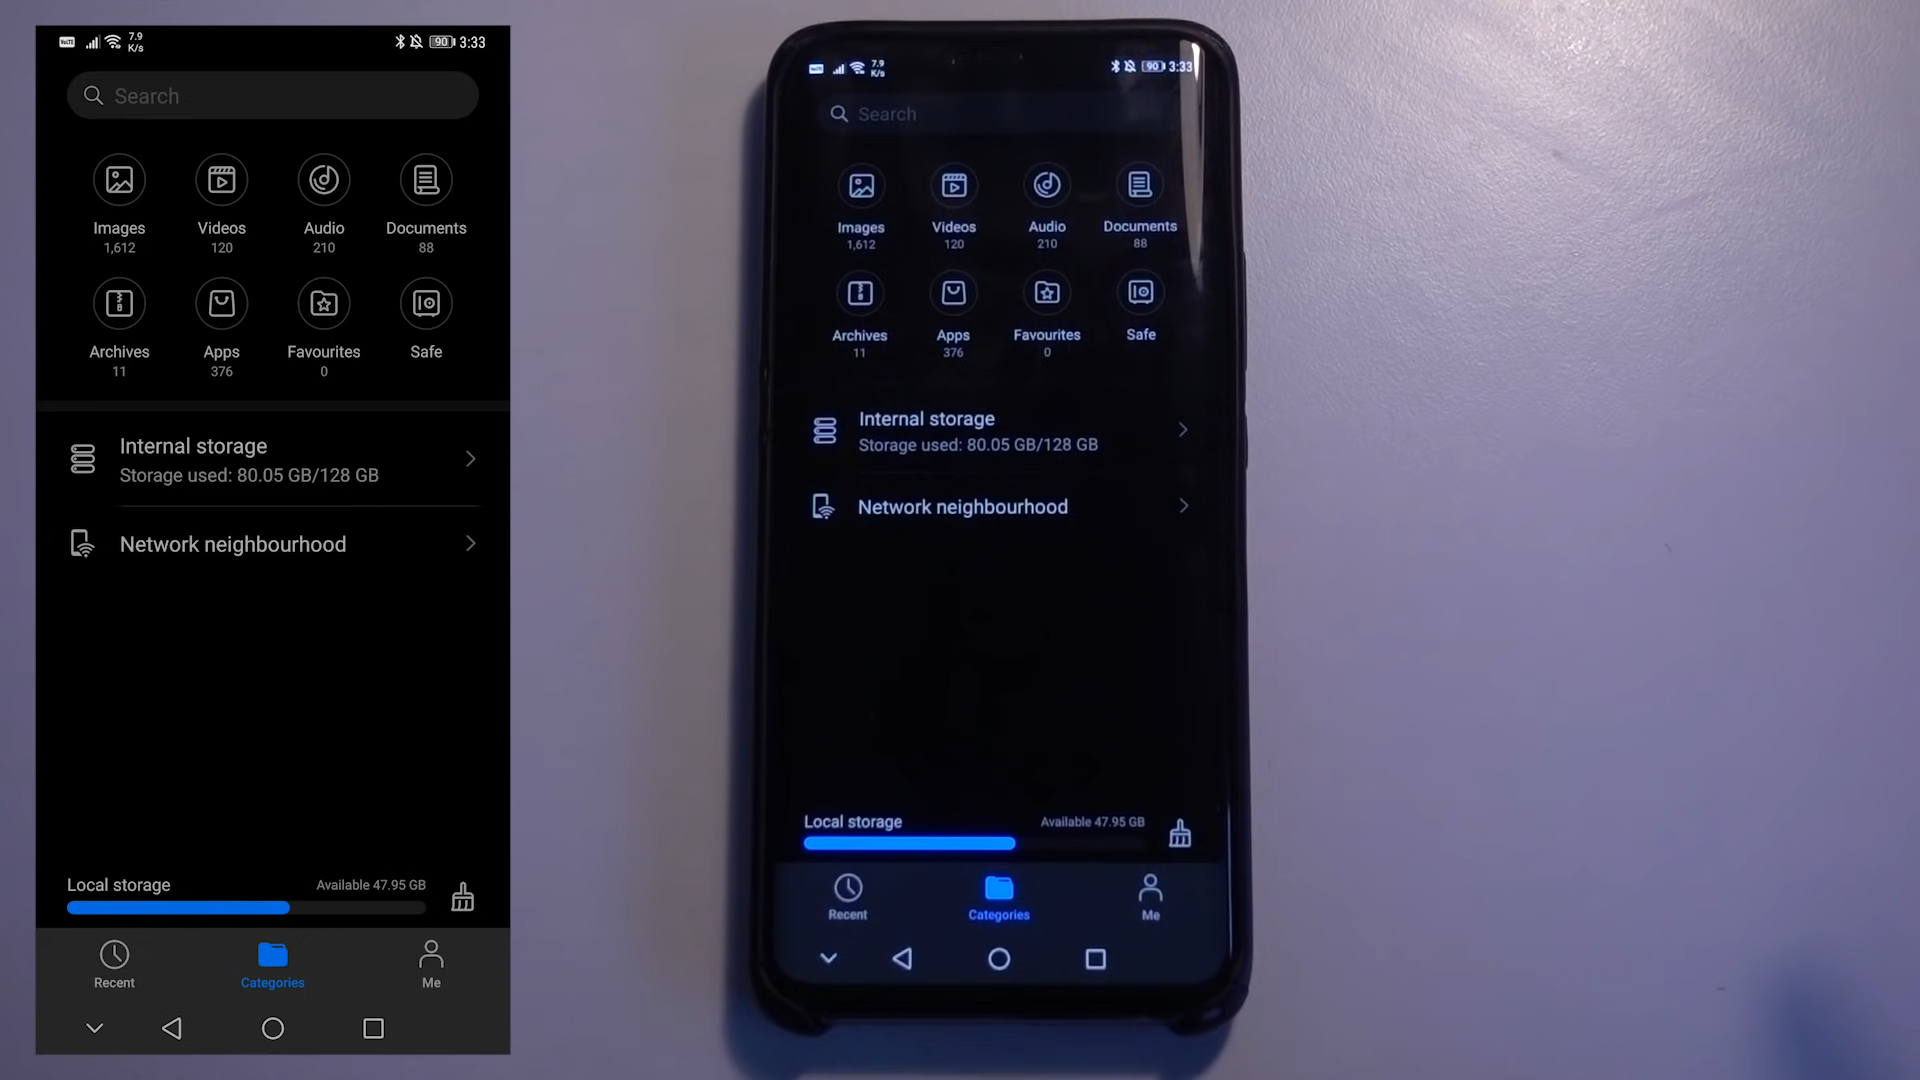 VoLTE 7.9 K/s 90 3:33
Search
Images Videos Audio Documents
1,612 120 210 88
Archives Apps Favourites Safe
11 376 0
Internal storage
Storage used: 80.05 GB/128 GB
Network neighbourhood
Local storage Available 47.95 GB
Recent Categories Me
7.9 K/s 90 3:33
Search
Images Videos Audio Documents
1,612 120 210 88
Archives Apps Favourites Safe
11 376 0
Internal storage
Storage used: 80.05 GB/128 GB
Network neighbourhood
Local storage Available 47.95 GB
Recent Categories Me